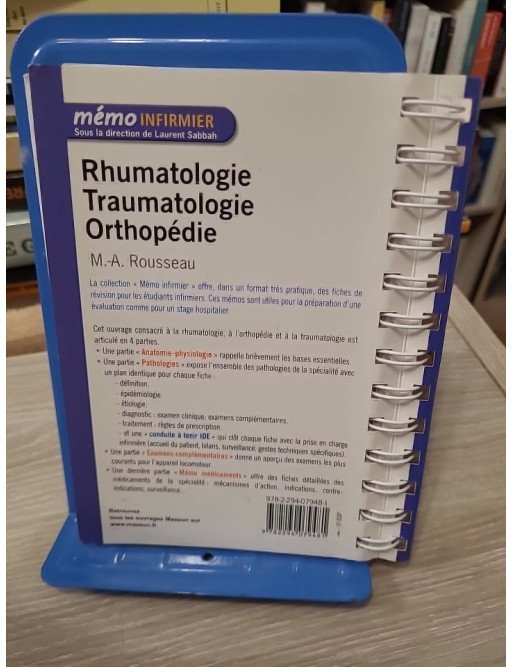 mémo INFIRMIER
Sous la direction de Laurent Sabbah
Rhumatologie
Traumatologie
Orthopédie
M.-A. Rousseau
La collection « Mémo infirmier » offre, dans un format très pratique, des fiches de
révision pour les étudiants infirmiers. Ces mémos sont utiles pour la préparation d'une
évaluation comme pour un stage hospitalier.
Cet ouvrage consacré à la rhumatologie, à l'orthopédie et à la traumatologie est
articulé en 4 parties.
• Une partie « Anatomie-physiologie » rappelle brièvement les bases essentielles.
• Une partie « Pathologies » expose l'ensemble des pathologies de la spécialité avec
un plan identique pour chaque fiche :
- définition,
- épidémiologie,
- étiologie,
- diagnostic : examen clinique, examens complémentaires,
- traitement : règles de prescription,
- et une « conduite à tenir IDE » qui clôt chaque fiche avec la prise en charge
infirmière (accueil du patient, bilans, surveillance, gestes techniques spécifiques).
• Une partie « Examens complémentaires » donne un aperçu des examens les plus
courants pour l'appareil locomoteur.
• Une dernière partie « Mémo médicaments » offre des fiches détaillées des
médicaments de la spécialité : mécanismes d'action, indications, contre-
indications, surveillance...
978-2-294-07948-1
Retrouvez
tous les ouvrages Masson sur
www.masson.fr
9782294079481